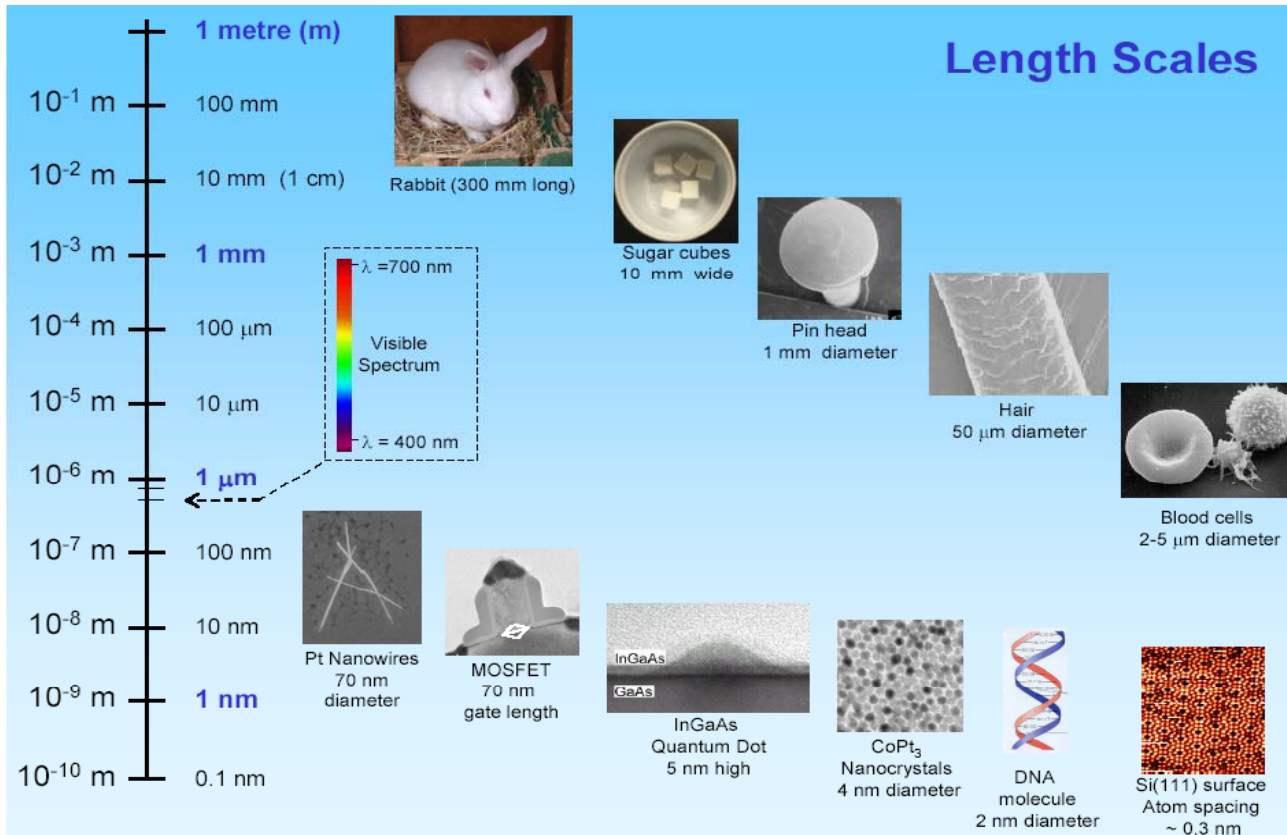 Length Scales
1 metre (m)
10⁻¹ m
100 mm
10⁻² m
10 mm (1 cm)
10⁻³ m
1 mm
10⁻⁴ m
100 μm
10⁻⁵ m
10 μm
10⁻⁶ m
1 μm
10⁻⁷ m
100 nm
10⁻⁸ m
10 nm
10⁻⁹ m
1 nm
10⁻¹⁰ m
0.1 nm
Rabbit (300 mm long)
Sugar cubes
10 mm wide
Pin head
1 mm diameter
Hair
50 μm diameter
Blood cells
2-5 μm diameter
λ =700 nm
Visible
Spectrum
λ = 400 nm
Pt Nanowires
70 nm
diameter
MOSFET
70 nm
gate length
InGaAs
GaAs
InGaAs
Quantum Dot
5 nm high
CoPt₃
Nanocrystals
4 nm diameter
DNA
molecule
2 nm diameter
Si(111) surface
Atom spacing
~ 0.3 nm